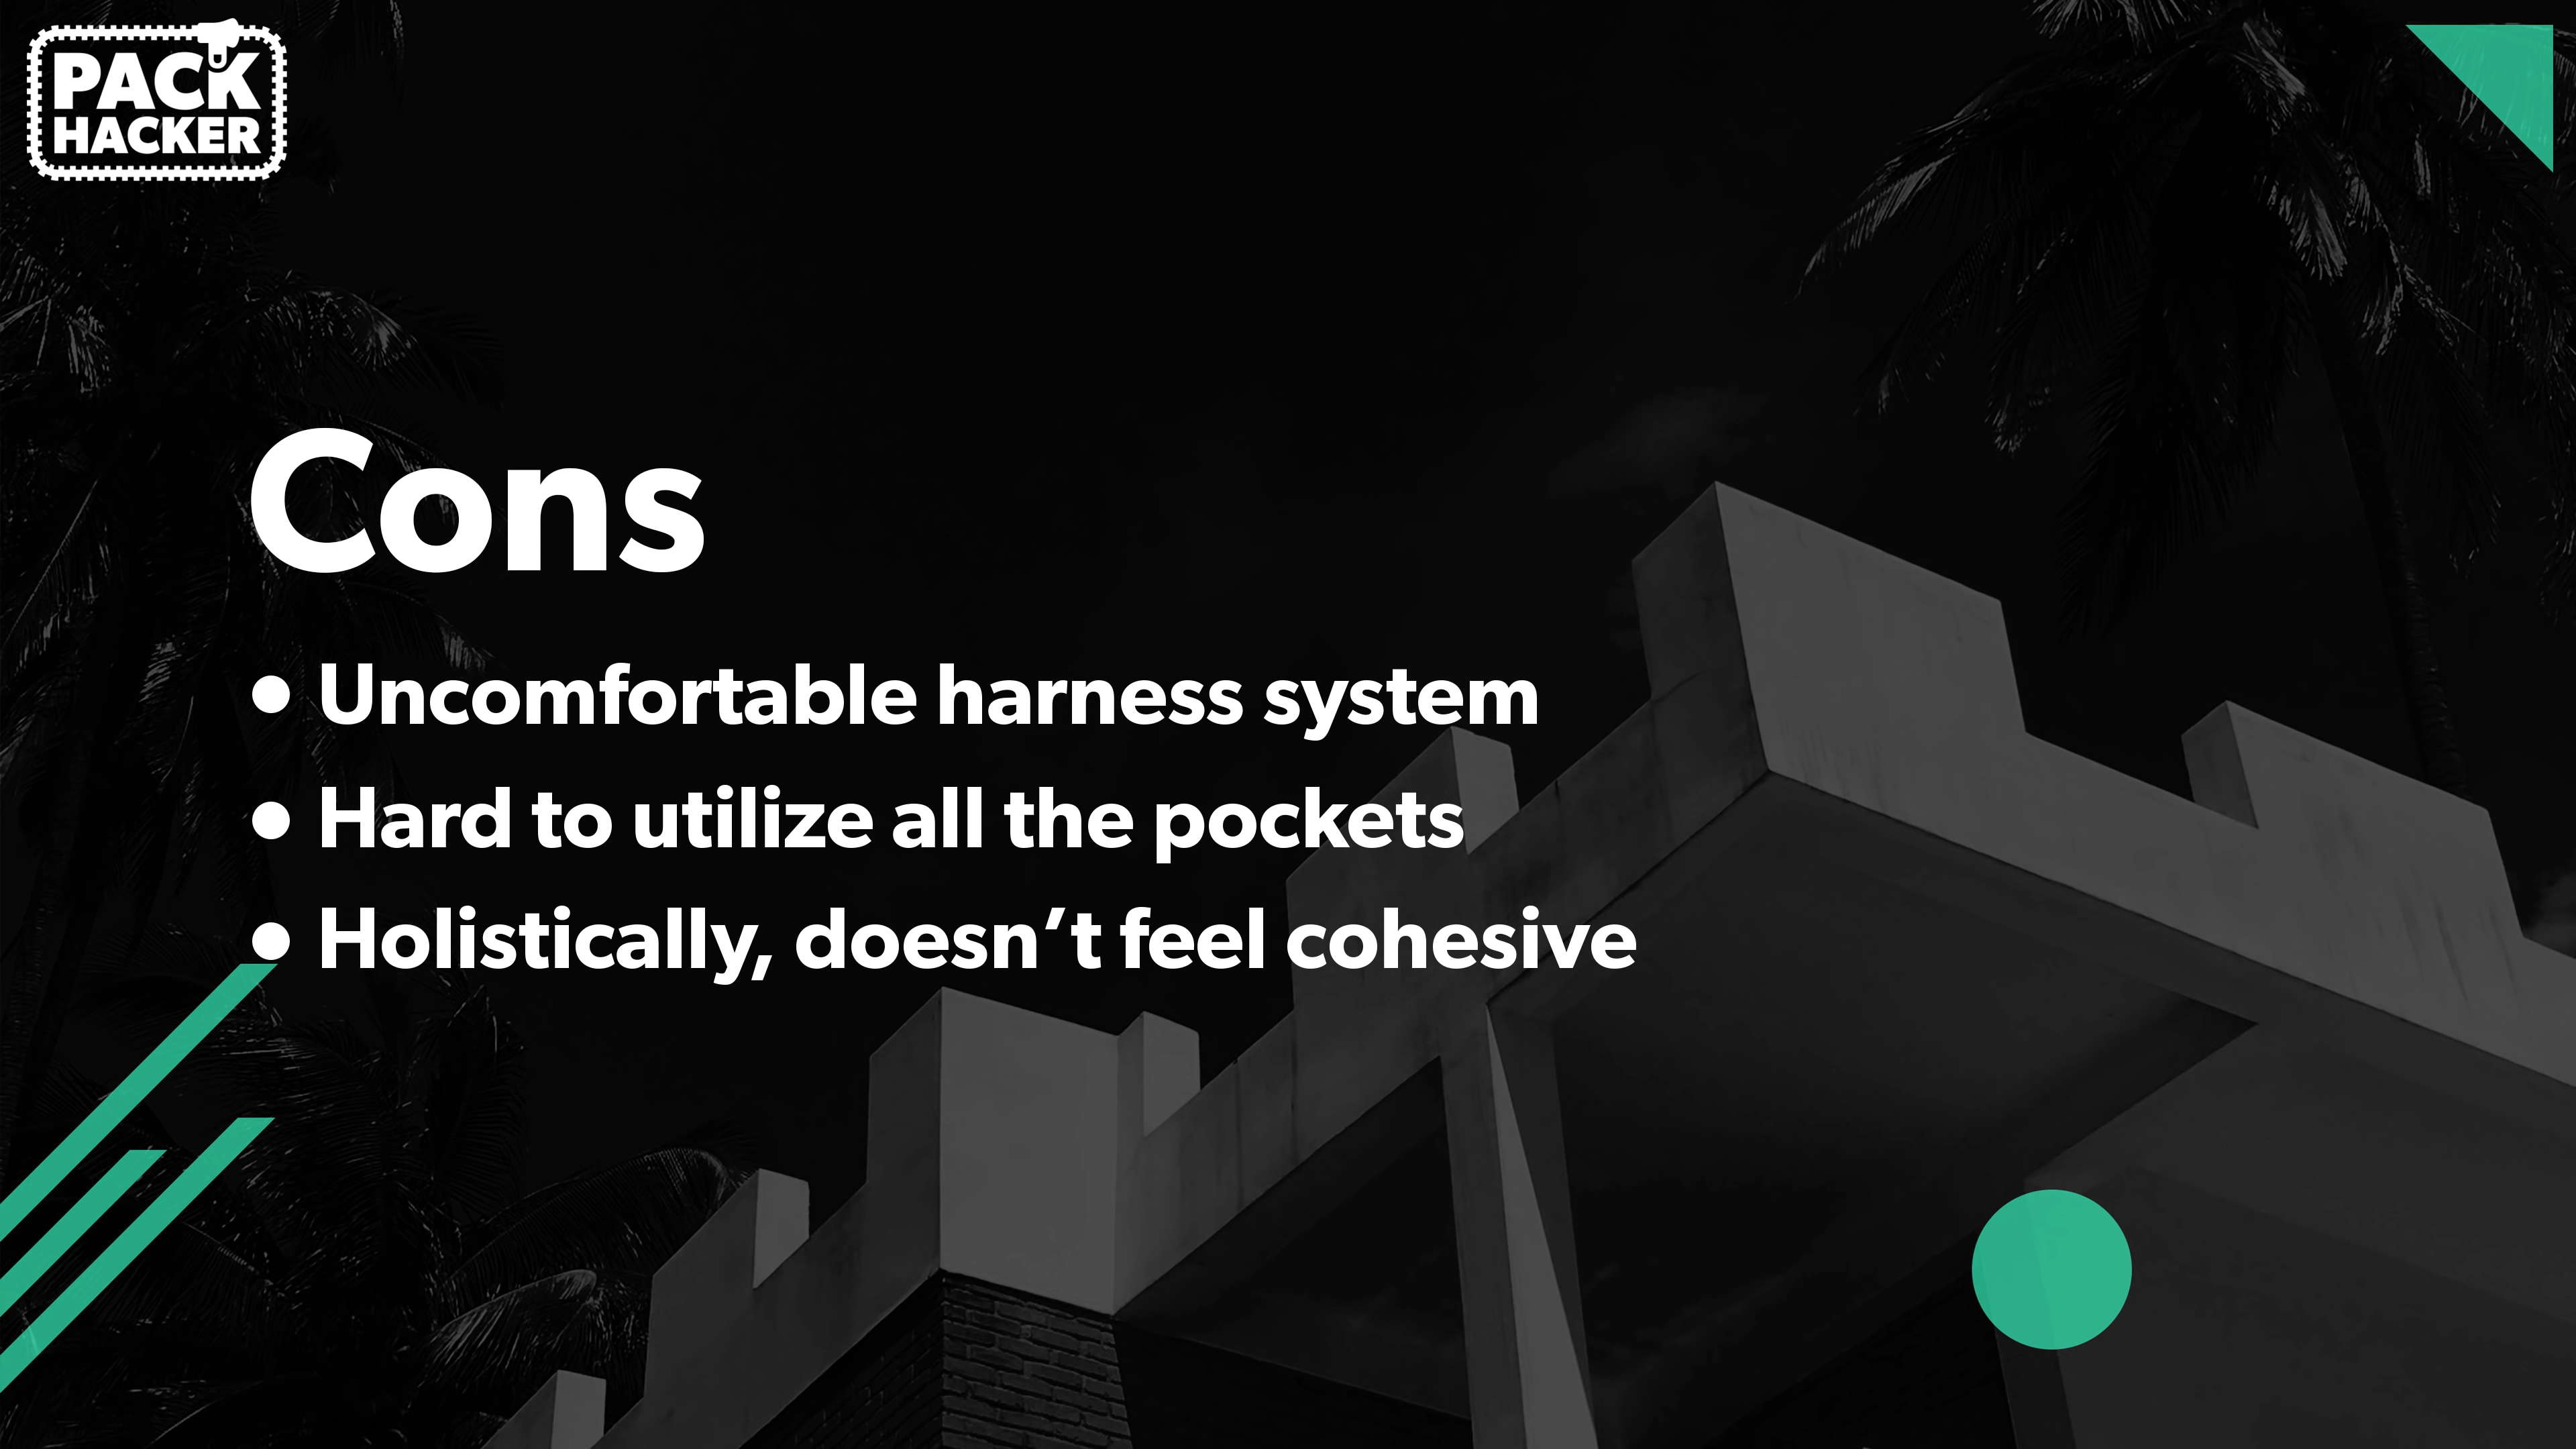 PACK
HACKER
Cons
• Uncomfortable harness system
• Hard to utilize all the pockets
• Holistically, doesn’t feel cohesive